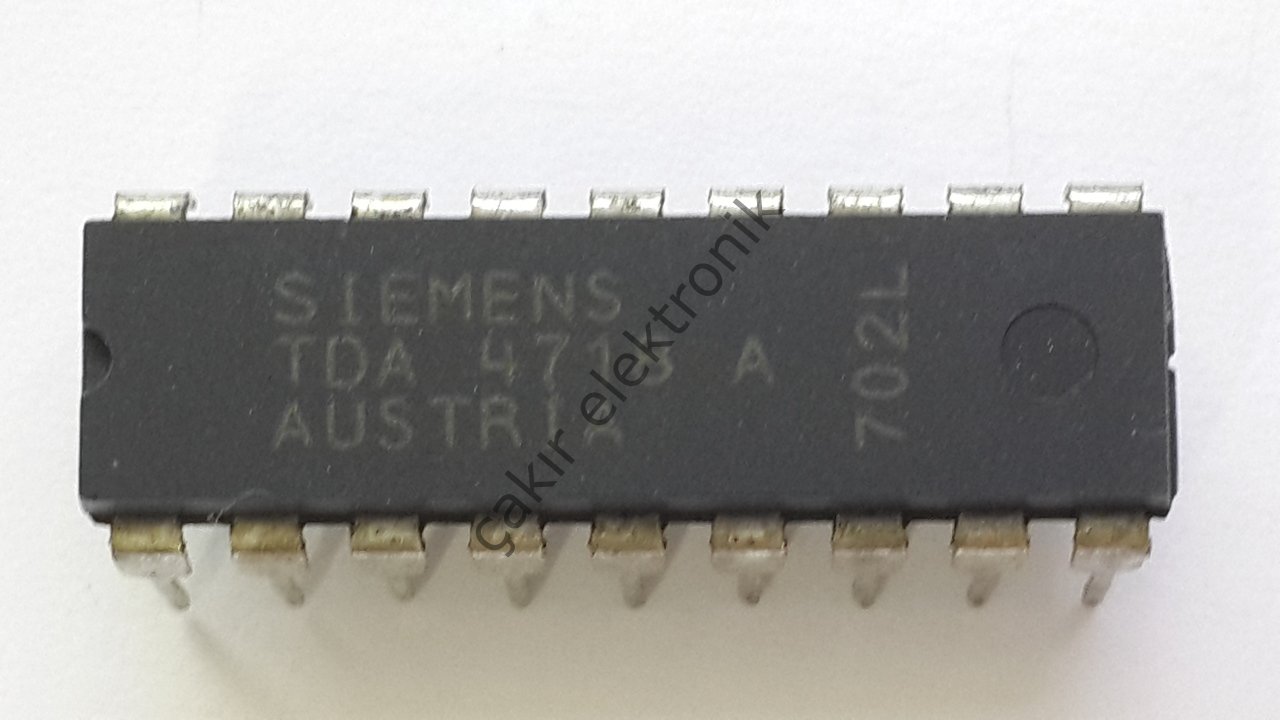 SIEMENS
TDA 4718 A
AUSTRIA
702L
çakır elektronik